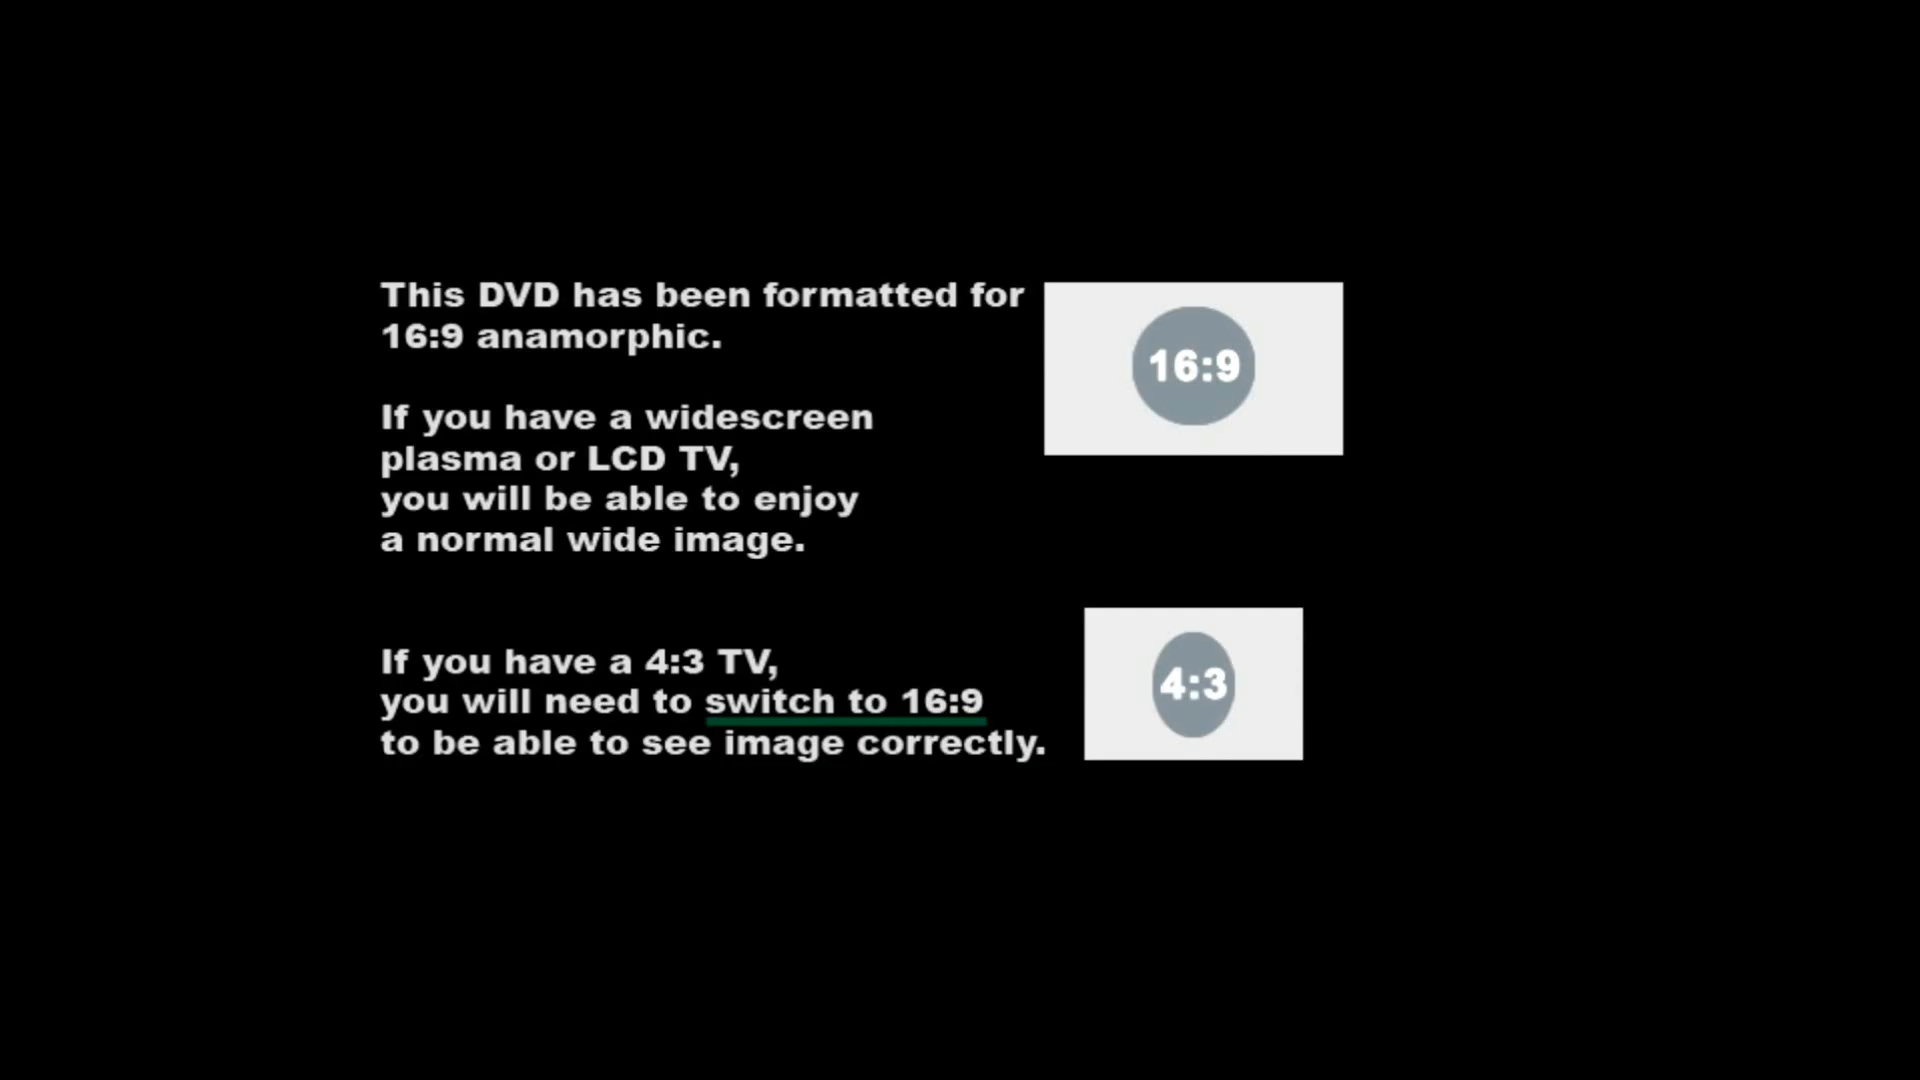 This DVD has been formatted for
16:9 anamorphic.
16:9
If you have a widescreen
plasma or LCD TV,
you will be able to enjoy
a normal wide image.
If you have a 4:3 TV,
you will need to switch to 16:9
to be able to see image correctly.
4:3